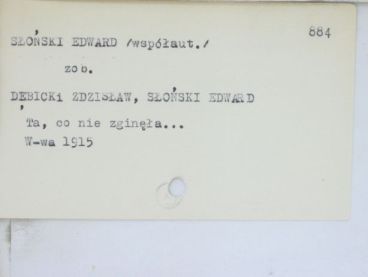 884
SŁOŃSKI EDWARD /współaut./
zob.
DĘBICKi ZDZISŁAW, SŁOŃSKI EDWARD
Ta, co nie zginęła...
W-wa 1915